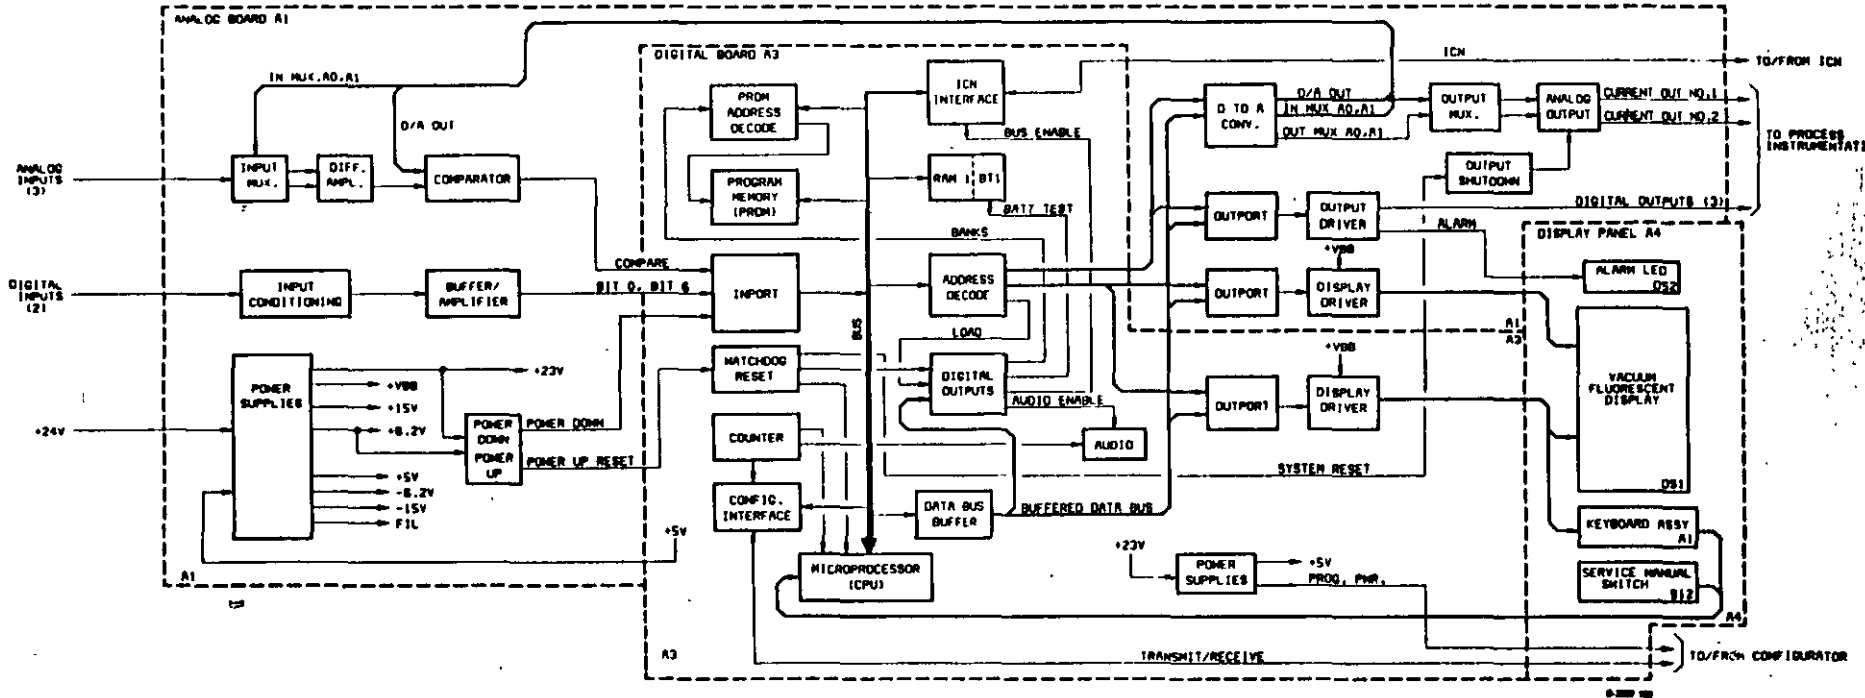 ANALOG BOARD A1
DIGITAL BOARD A3
ICN
TO/FROM ICN
IN MUX.A0.A1
D/A OUT
PROM
ADDRESS
DECODE
ICN
INTERFACE
BUS ENABLE
D TO A
CONV.
D/A OUT
IN MUX A0.A1
OUT MUX A0.A1
OUTPUT
MUX.
ANALOG
OUTPUT
CURRENT OUT NO.1
CURRENT OUT NO.2
TO PROCESS
OUTPUT
SHUTDOWN
ANALOG
INPUTS
(3)
INPUT
MUX.
DIFF.
AMPL.
COMPARATOR
PROGRAM
MEMORY
(PROM)
RAM 1
BT1
BATT TEST
BANKS
OUTPORT
OUTPUT
DRIVER
DIGITAL OUTPUTS (3)
ALARM
DISPLAY PANEL A4
ALARM LED
DS2
COMPARE
DIGITAL
INPUTS
(2)
INPUT
CONDITIONING
BUFFER/
AMPLIFIER
BIT 0, BIT 6
INPORT
BUS
ADDRESS
DECODE
OUTPORT
+VBB
DISPLAY
DRIVER
A1
A3
LOAD
WATCHDOG
RESET
DIGITAL
OUTPUTS
AUDIO ENABLE
OUTPORT
+VBB
DISPLAY
DRIVER
VACUUM
FLUORESCENT
DISPLAY
DS1
+24V
POWER
SUPPLIES
+23V
+VBB
+15V
+8.2V
POWER
DOWN
POWER
UP
POWER DOWN
POWER UP RESET
+5V
-8.2V
-15V
FIL
+5V
A1
COUNTER
AUDIO
SYSTEM RESET
CONFIG.
INTERFACE
DATA BUS
BUFFER
BUFFERED DATA BUS
MICROPROCESSOR
(CPU)
+23V
POWER
SUPPLIES
+5V
PROG. PWR.
KEYBOARD ASSY
A1
SERVICE MANUAL
SWITCH
A4
A3
TRANSMIT/RECEIVE
TO/FROM CONFIGURATOR